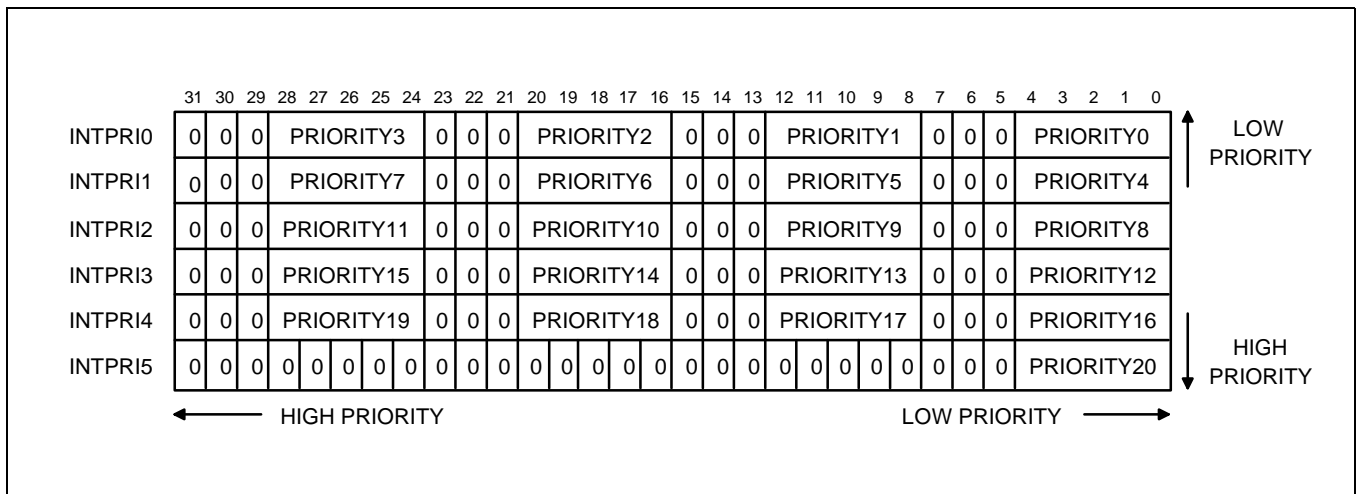 31 30 29 28 27 26 25 24 23 22 21 20 19 18 17 16 15 14 13 12 11 10 9 8 7 6 5 4 3 2 1 0
INTPRI0 0 0 0 PRIORITY3 0 0 0 PRIORITY2 0 0 0 PRIORITY1 0 0 0 PRIORITY0
LOW
PRIORITY
INTPRI1 0 0 0 PRIORITY7 0 0 0 PRIORITY6 0 0 0 PRIORITY5 0 0 0 PRIORITY4
INTPRI2 0 0 0 PRIORITY11 0 0 0 PRIORITY10 0 0 0 PRIORITY9 0 0 0 PRIORITY8
INTPRI3 0 0 0 PRIORITY15 0 0 0 PRIORITY14 0 0 0 PRIORITY13 0 0 0 PRIORITY12
INTPRI4 0 0 0 PRIORITY19 0 0 0 PRIORITY18 0 0 0 PRIORITY17 0 0 0 PRIORITY16
INTPRI5 0 0 0 0 0 0 0 0 0 0 0 0 0 0 0 0 0 0 0 0 0 0 0 0 0 0 0 PRIORITY20
HIGH
PRIORITY
HIGH PRIORITY LOW PRIORITY